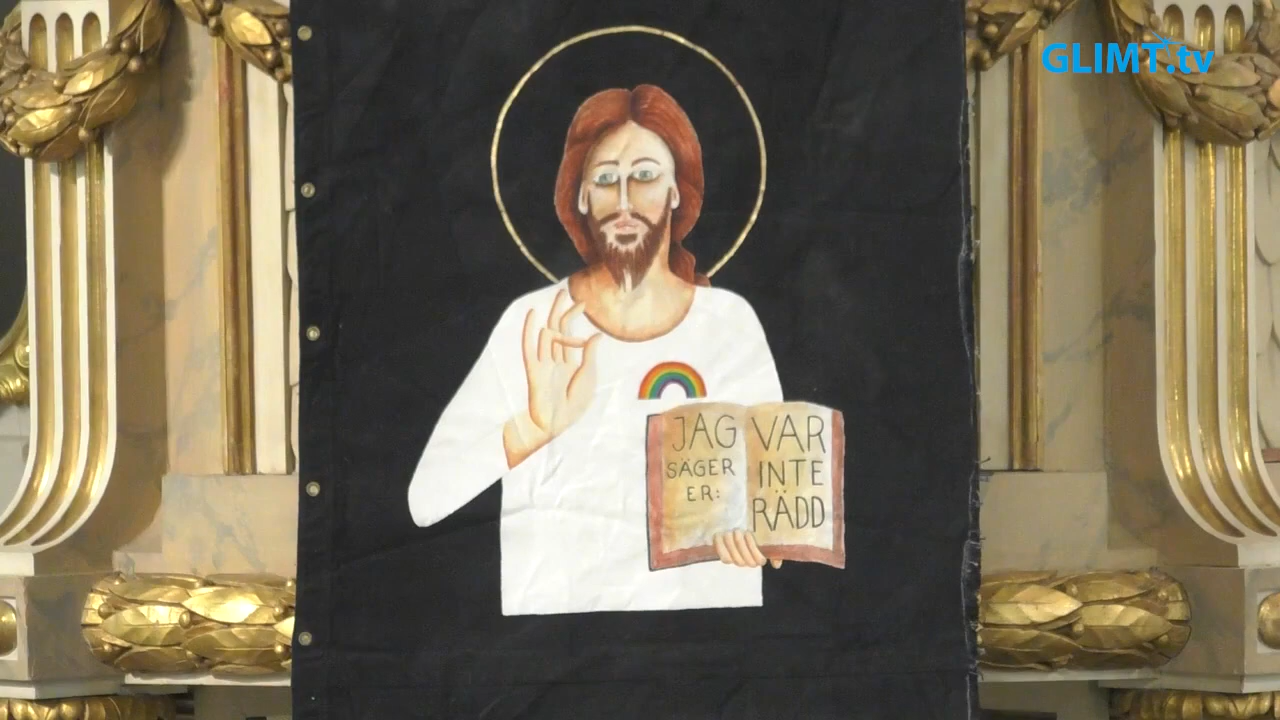 GLIMT.tv
JAG
SÄGER
ER:
VAR
INTE
RÄDD